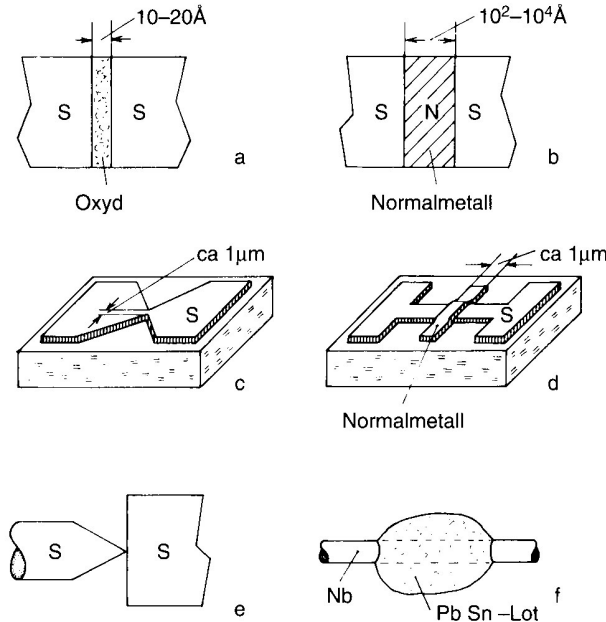 10–20Å
S
S
a
Oxyd
10²–10⁴Å
S
N
S
b
Normalmetall
ca 1µm
S
c
ca 1µm
S
d
Normalmetall
S
S
e
Nb
f
Pb Sn –Lot